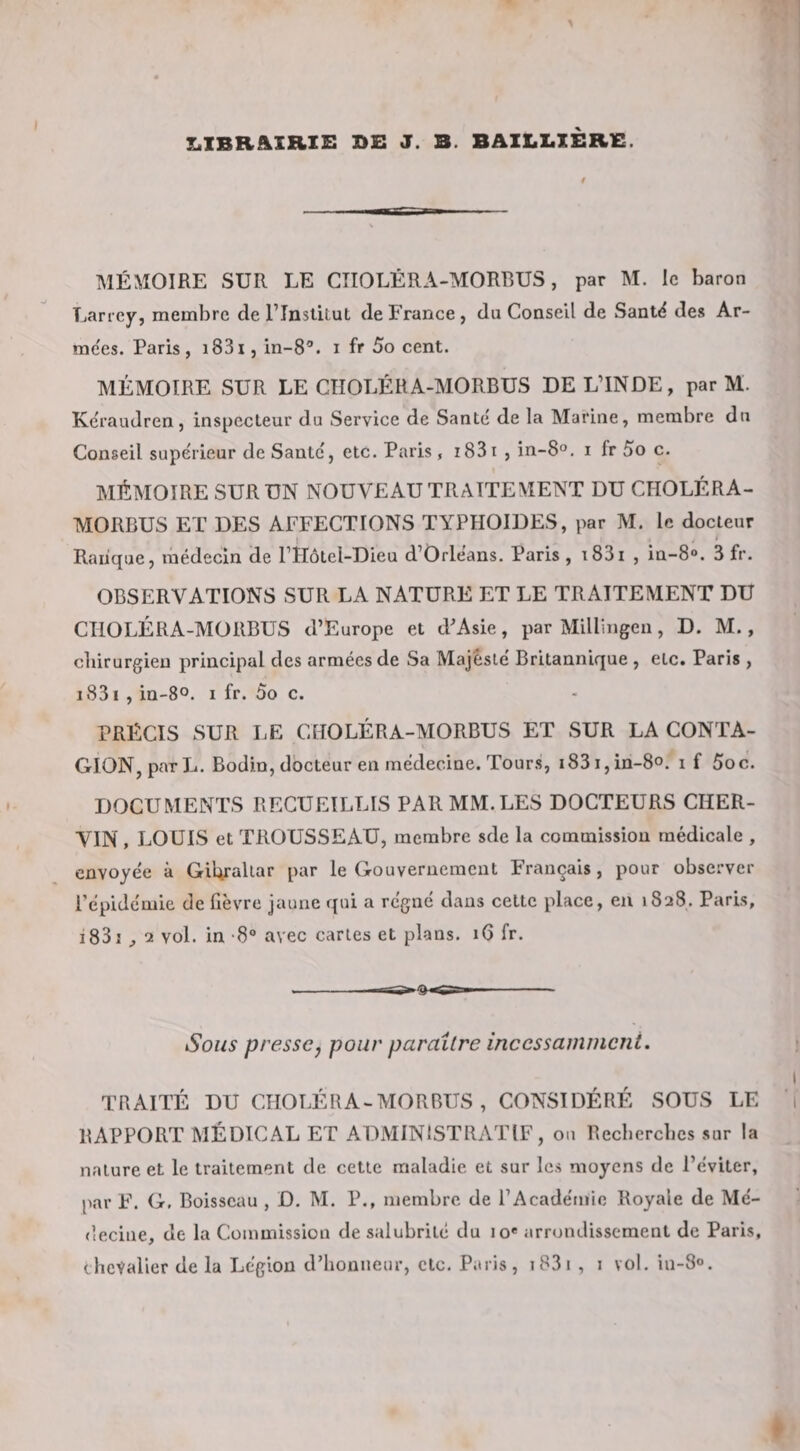 LIBRAIRIE DE J. B. BAILLIÈRE.
MÉMOIRE SUR LE CHOLÉRA-MORBUS, par M. le baron
Larrey, membre de l'Institut de France, du Conseil de Santé des Ar-
mées. Paris, 1831, in-8°. 1 fr 50 cent.
MÉMOIRE SUR LE CHOLÉRA-MORBUS DE L'INDE, par M.
Kéraudren, inspecteur du Service de Santé de la Marine, membre du
Conseil supérieur de Santé, etc. Paris, 1831, in-8°. 1 fr 50 c.
MÉMOIRE SUR UN NOUVEAU TRAITEMENT DU CHOLÉRA-
MORBUS ET DES AFFECTIONS TYPHOIDES, par M. le docteur
Ranque, médecin de l'Hôtel-Dieu d'Orléans. Paris, 1831, in-8°. 3 fr.
OBSERVATIONS SUR LA NATURE ET LE TRAITEMENT DU
CHOLÉRA-MORBUS d'Europe et d'Asie, par Millingen, D. M.,
chirurgien principal des armées de Sa Majésté Britannique, etc. Paris,
1831, in-8°. 1 fr. 50 c.
PRÉCIS SUR LE CHOLÉRA-MORBUS ET SUR LA CONTA-
GION, par L. Bodin, docteur en médecine. Tours, 1831, in-8°. 1 f 50c.
DOCUMENTS RECUEILLIS PAR MM. LES DOCTEURS CHER-
VIN, LOUIS et TROUSSEAU, membre sde la commission médicale,
envoyée à Gibraltar par le Gouvernement Français, pour observer
l'épidémie de fièvre jaune qui a régné dans cette place, en 1828. Paris,
1831, 2 vol. in-8° avec cartes et plans. 16 fr.
Sous presse, pour paraître incessamment.
TRAITÉ DU CHOLÉRA-MORBUS, CONSIDÉRÉ SOUS LE
RAPPORT MÉDICAL ET ADMINISTRATIF, ou Recherches sur la
nature et le traitement de cette maladie et sur les moyens de l'éviter,
par F. G. Boisseau, D. M. P., membre de l'Académie Royale de Mé-
decine, de la Commission de salubrité du 10e arrondissement de Paris,
chevalier de la Légion d'honneur, etc. Paris, 1831, 1 vol. in-8°.